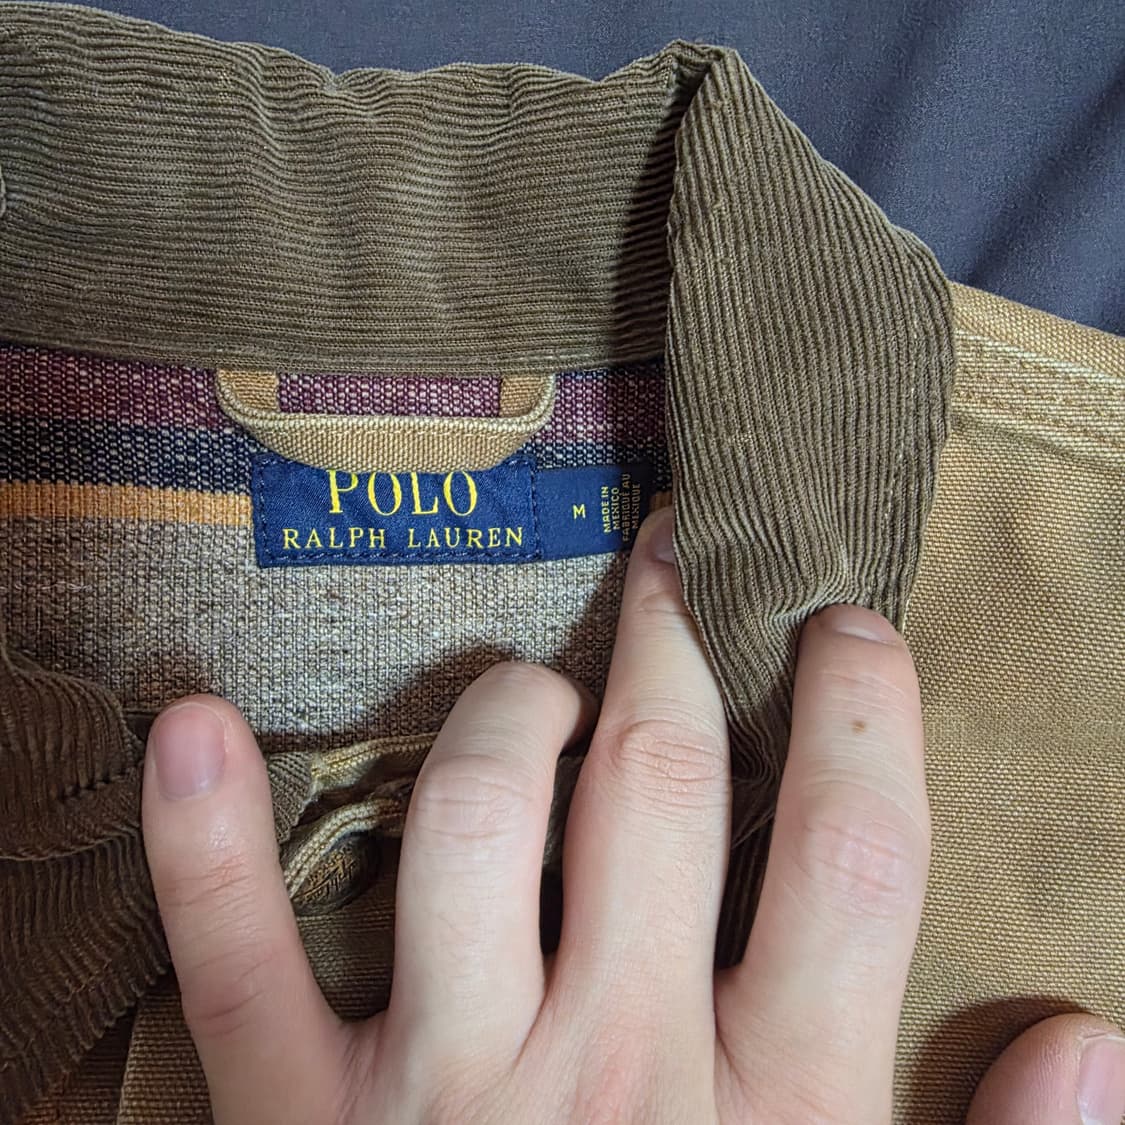 POLO
RALPH LAUREN
M
MADE IN
MEXICO
FABRIQUÉ AU
MEXIQUE